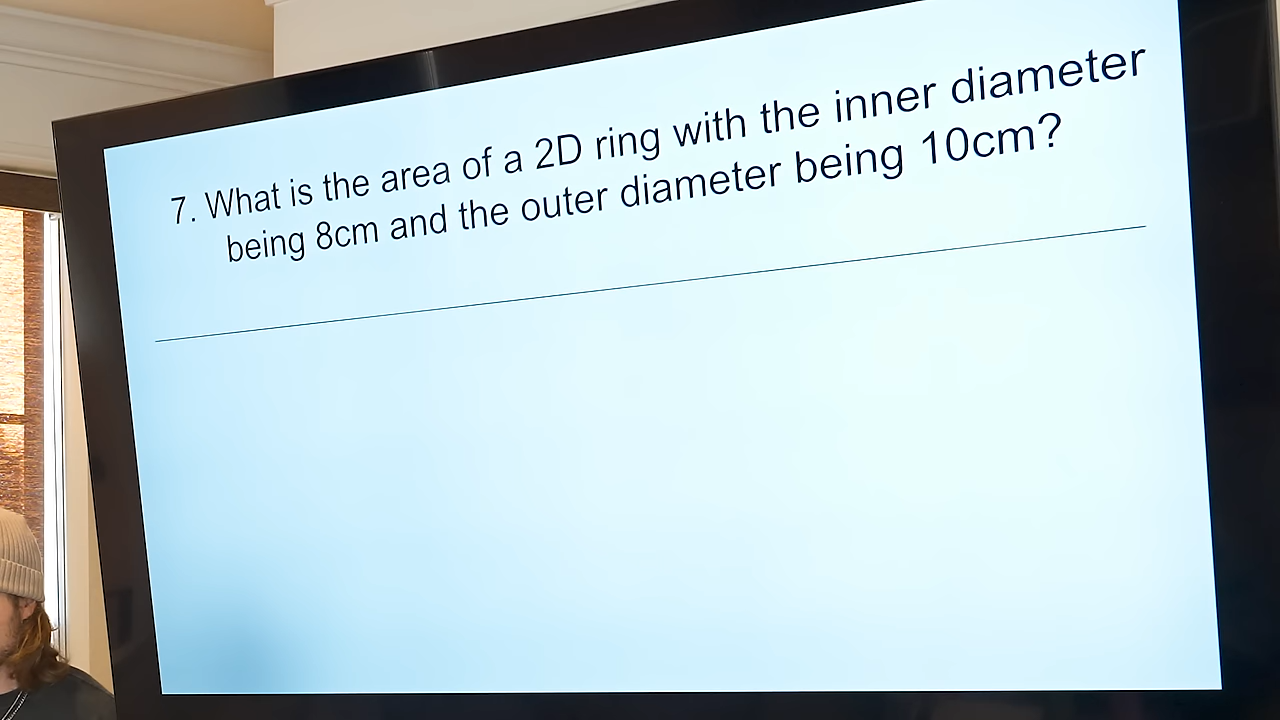 7. What is the area of a 2D ring with the inner diameter
being 8cm and the outer diameter being 10cm?